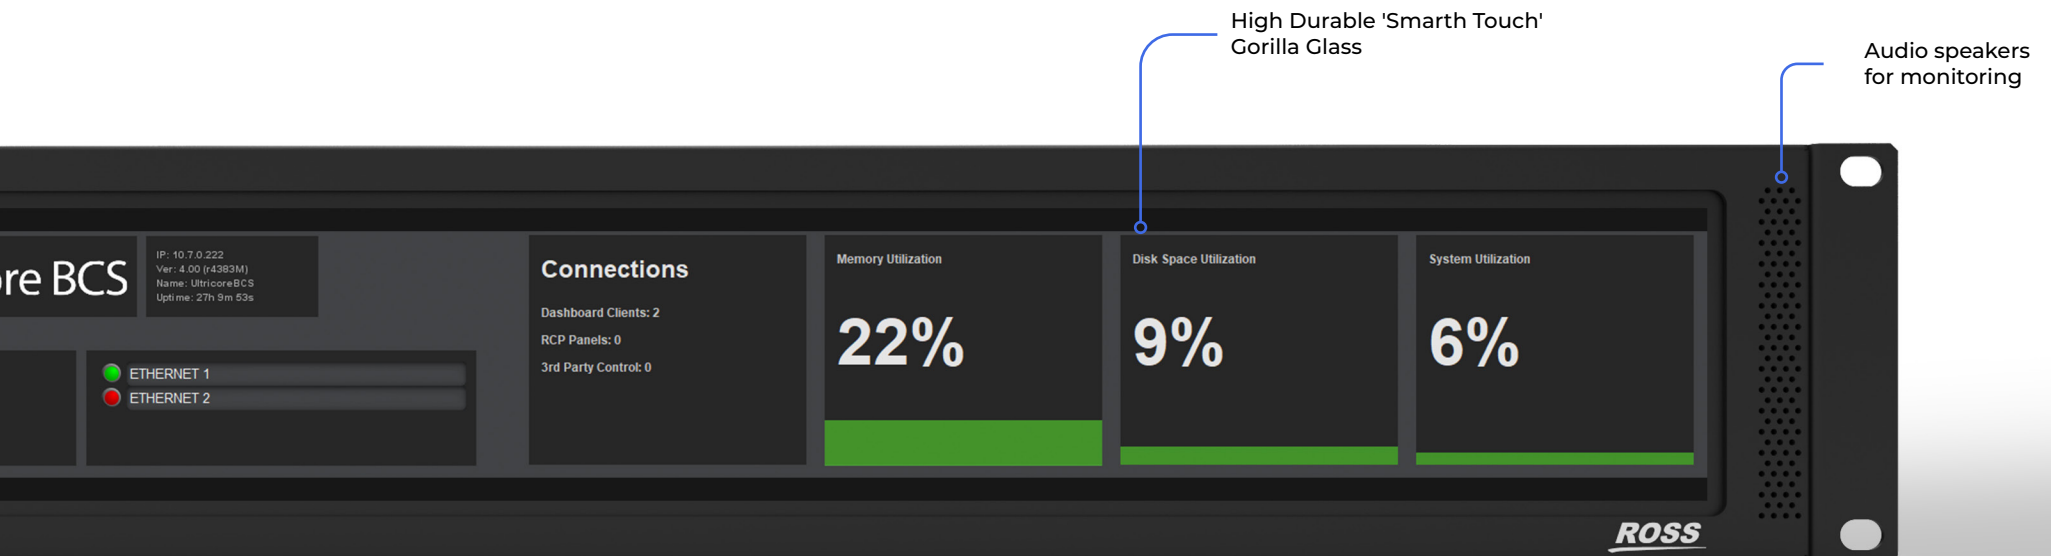 High Durable 'Smarth Touch'
Gorilla Glass
Audio speakers
for monitoring
re BCS
IP: 10.7.0.222
Ver: 4.00 (r4383M)
Name: UltricoreBCS
Uptime: 27h 9m 53s
ETHERNET 1
ETHERNET 2
Connections
Dashboard Clients: 2
RCP Panels: 0
3rd Party Control: 0
Memory Utilization
22%
Disk Space Utilization
9%
System Utilization
6%
ROSS